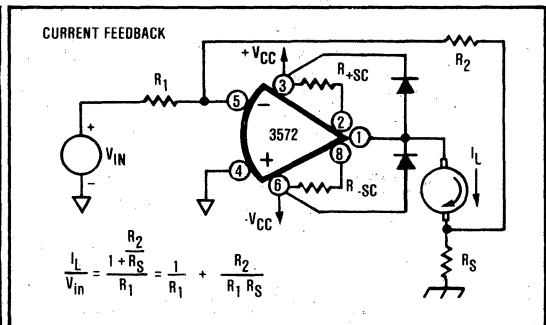 CURRENT FEEDBACK
+VCC
R+SC
R2
R1
3
5
−
2
3572
1
VIN
+
−
4
+
8
6
R-SC
-VCC
IL
RS
IL/Vin = (1 + R2/RS)/R1 = 1/R1 + R2/(R1 RS)